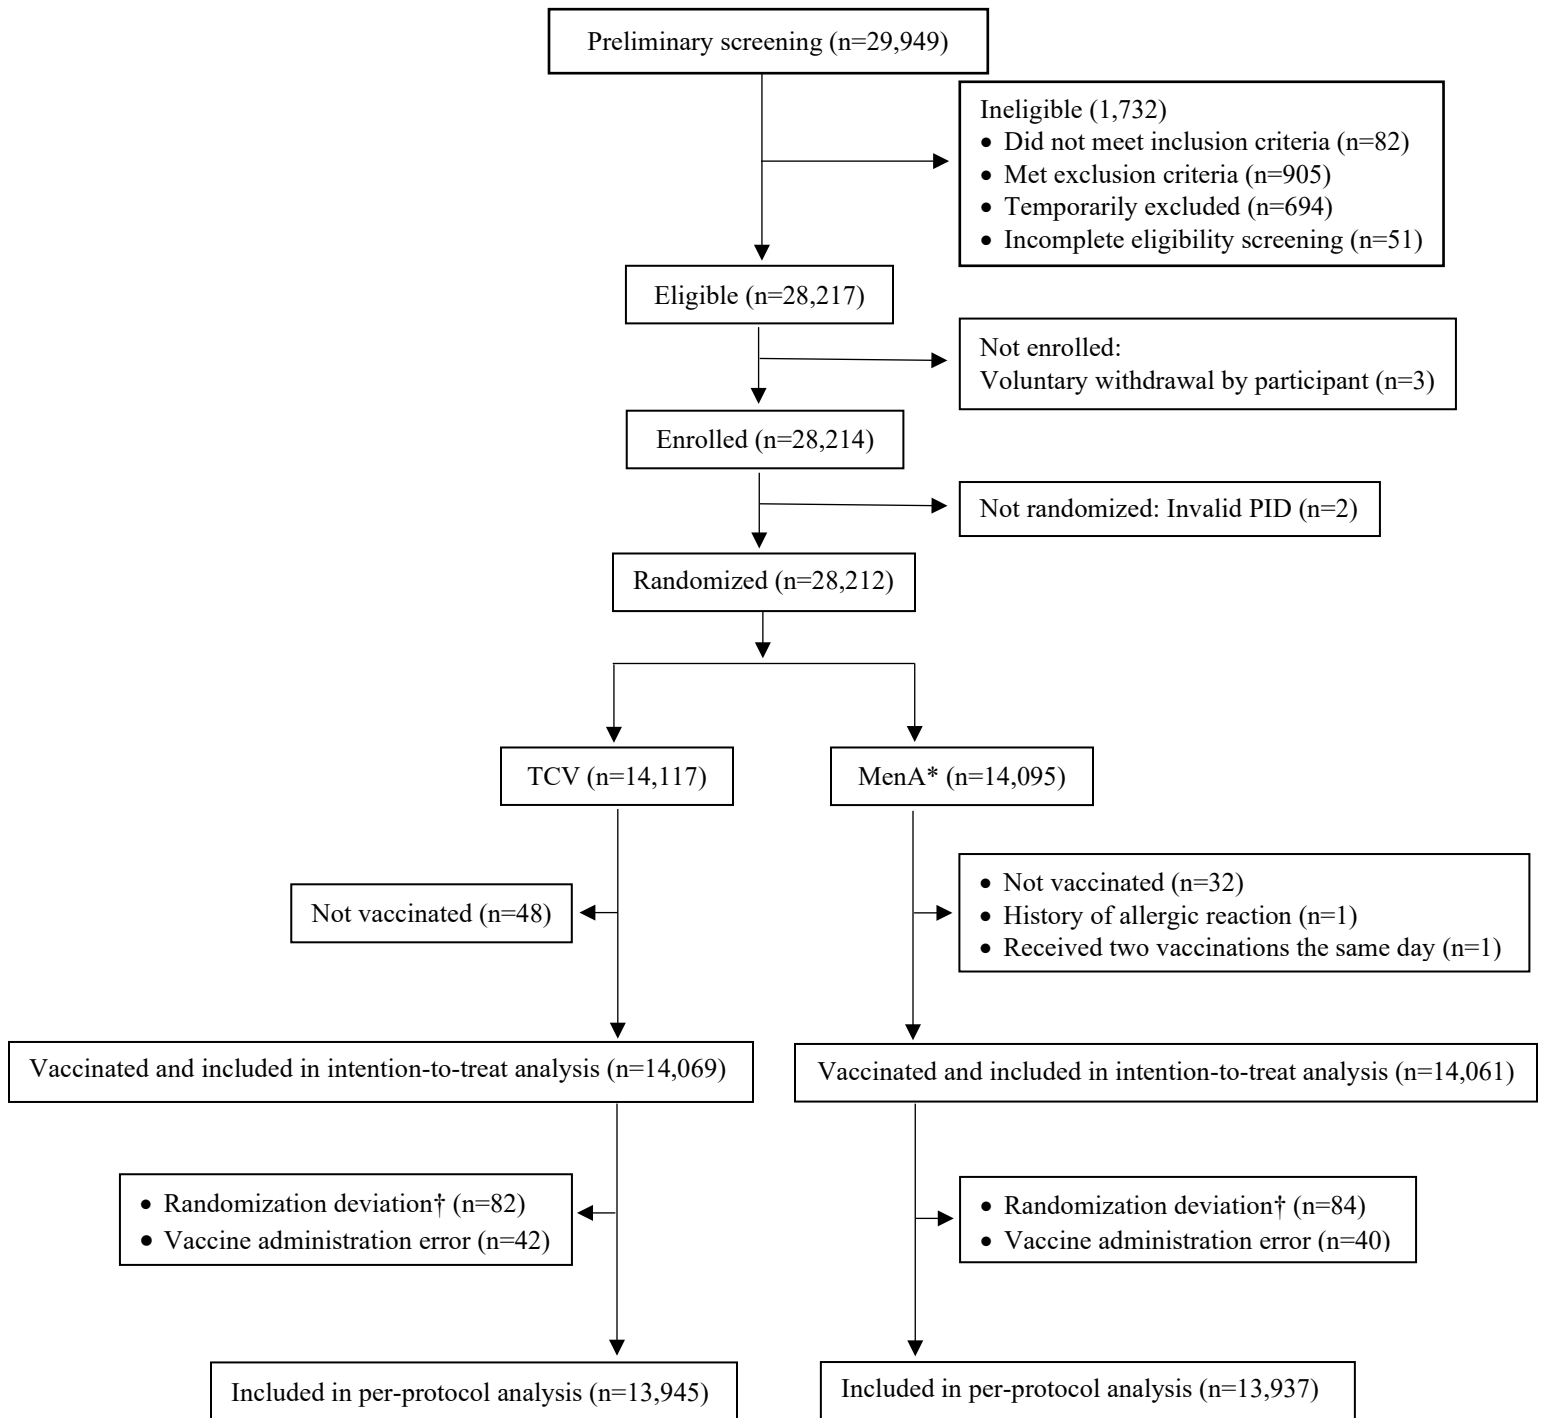 Preliminary screening (n=29,949)
Ineligible (1,732)
• Did not meet inclusion criteria (n=82)
• Met exclusion criteria (n=905)
• Temporarily excluded (n=694)
• Incomplete eligibility screening (n=51)
Eligible (n=28,217)
Not enrolled:
Voluntary withdrawal by participant (n=3)
Enrolled (n=28,214)
Not randomized: Invalid PID (n=2)
Randomized (n=28,212)
TCV (n=14,117)
MenA* (n=14,095)
Not vaccinated (n=48)
• Not vaccinated (n=32)
• History of allergic reaction (n=1)
• Received two vaccinations the same day (n=1)
Vaccinated and included in intention-to-treat analysis (n=14,069)
Vaccinated and included in intention-to-treat analysis (n=14,061)
• Randomization deviation† (n=82)
• Vaccine administration error (n=42)
• Randomization deviation† (n=84)
• Vaccine administration error (n=40)
Included in per-protocol analysis (n=13,945)
Included in per-protocol analysis (n=13,937)